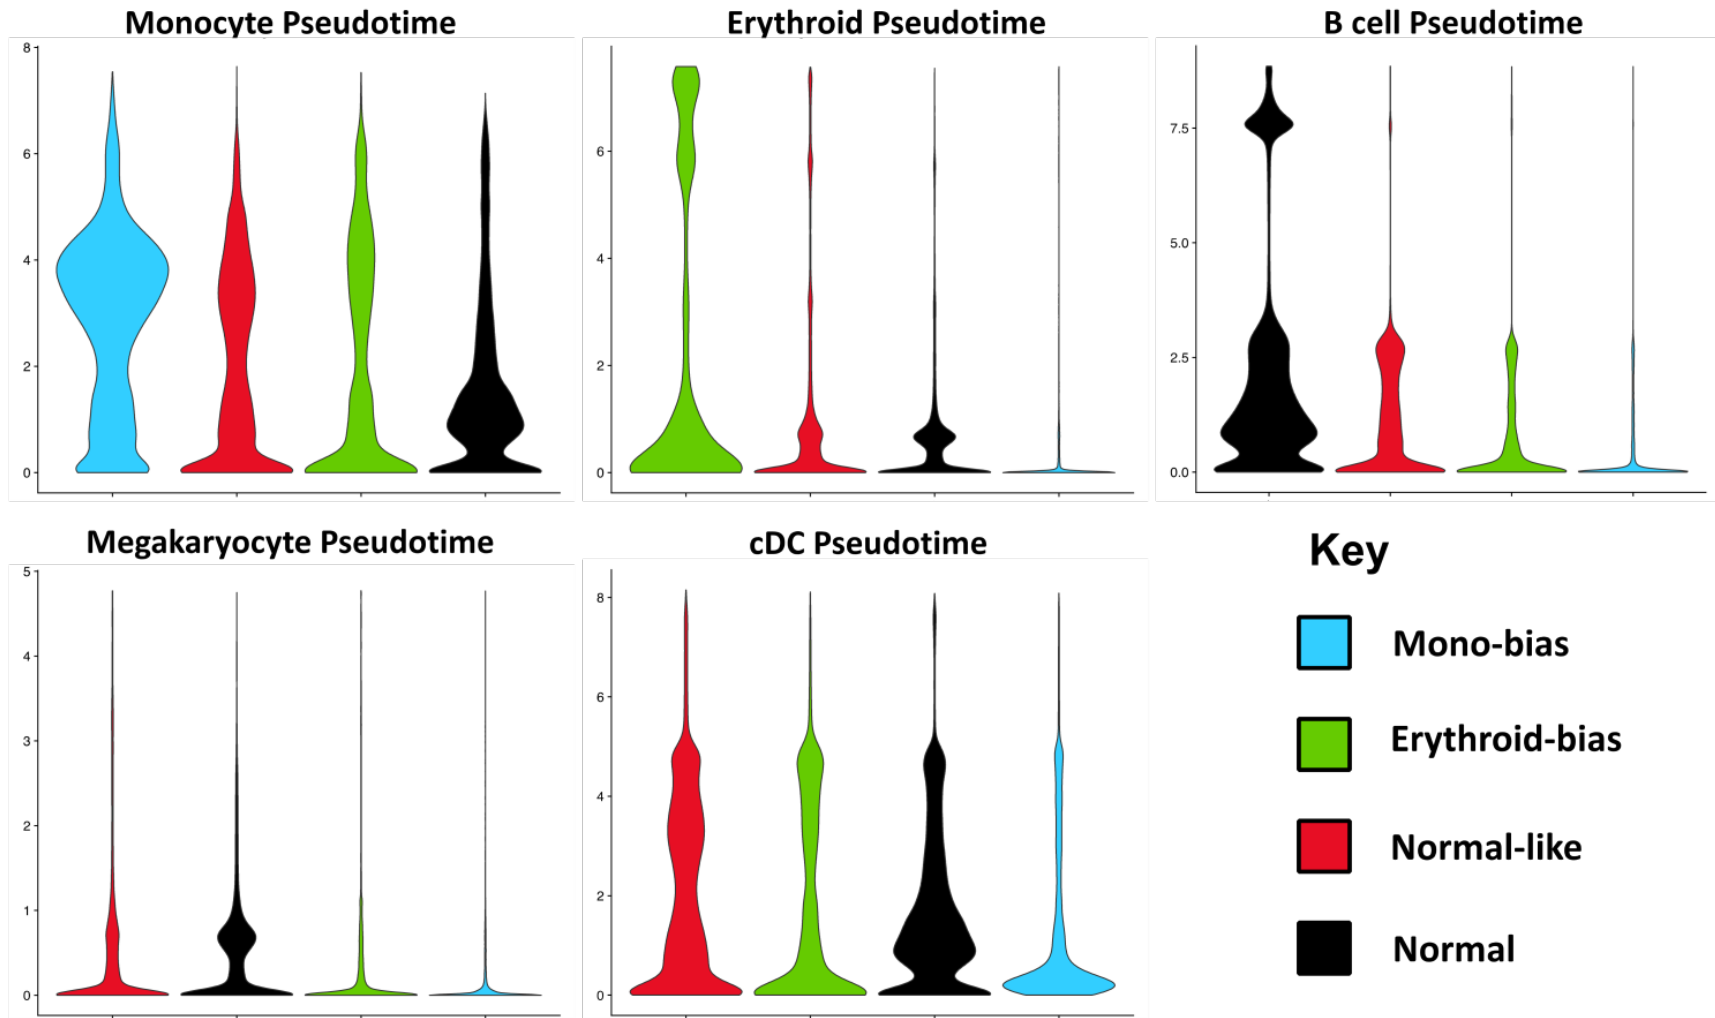 Monocyte Pseudotime
8
6
4
2
0
Erythroid Pseudotime
6
4
2
0
B cell Pseudotime
7.5
5.0
2.5
0.0
Megakaryocyte Pseudotime
5
4
3
2
1
0
cDC Pseudotime
8
6
4
2
0
Key
Mono-bias
Erythroid-bias
Normal-like
Normal